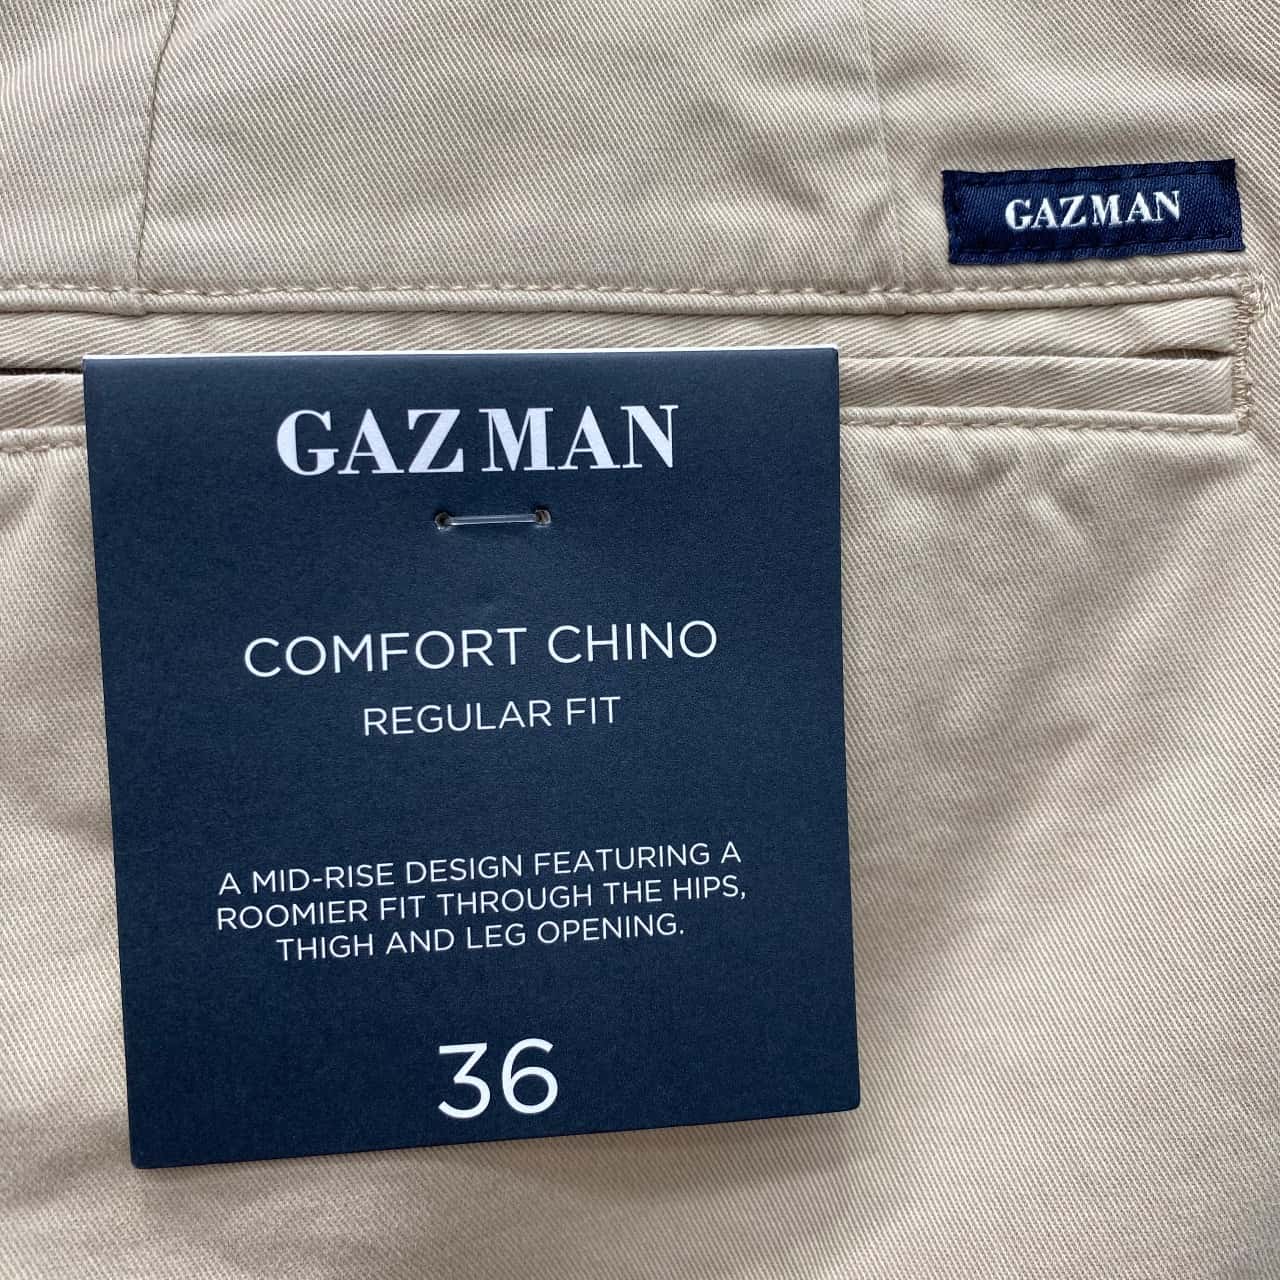 GAZMAN
GAZMAN
COMFORT CHINO
REGULAR FIT
A MID-RISE DESIGN FEATURING A
ROOMIER FIT THROUGH THE HIPS,
THIGH AND LEG OPENING.
36